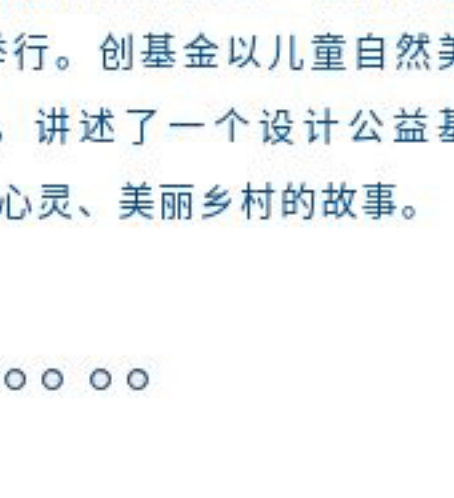 行。创基金以儿童自然美
讲述了一个设计公益基
心灵、美丽乡村的故事。